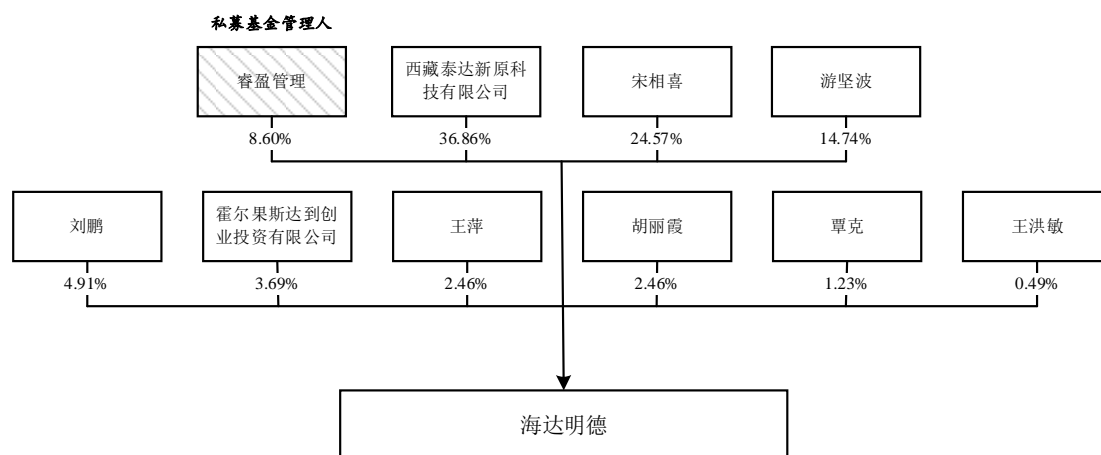 私募基金管理人
睿盈管理
西藏泰达新原科
技有限公司
宋相喜
游坚波
8.60%
36.86%
24.57%
14.74%
刘鹏
霍尔果斯达到创
业投资有限公司
王萍
胡丽霞
覃克
王洪敏
4.91%
3.69%
2.46%
2.46%
1.23%
0.49%
海达明德